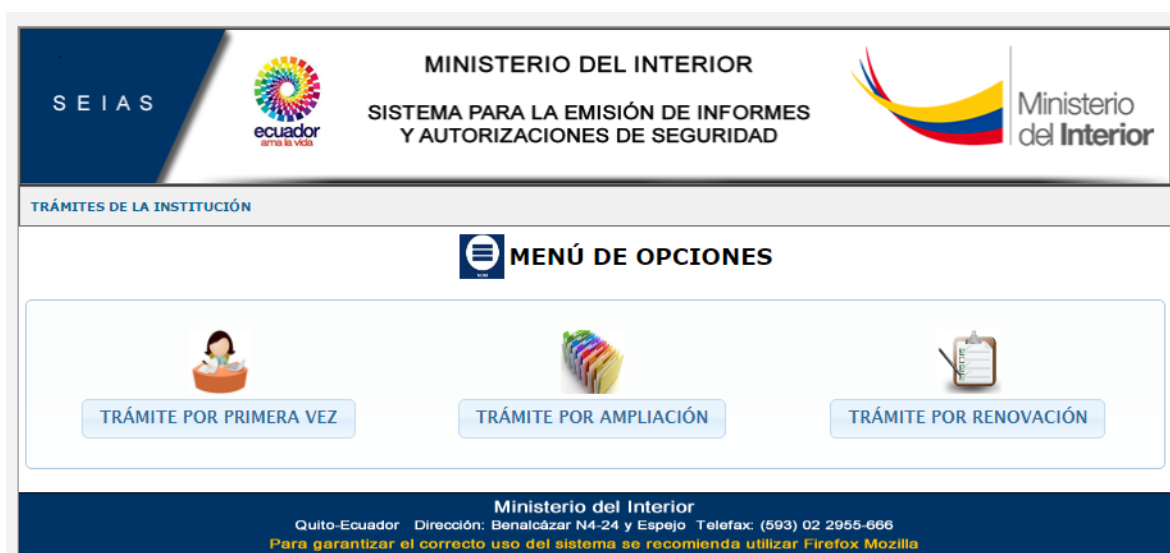 SEIAS
ecuador
ama la vida
MINISTERIO DEL INTERIOR
SISTEMA PARA LA EMISIÓN DE INFORMES
Y AUTORIZACIONES DE SEGURIDAD
Ministerio
del Interior
TRÁMITES DE LA INSTITUCIÓN
MENÚ DE OPCIONES
TRÁMITE POR PRIMERA VEZ
TRÁMITE POR AMPLIACIÓN
TRÁMITE POR RENOVACIÓN
Ministerio del Interior
Quito-Ecuador Dirección: Benalcázar N4-24 y Espejo Telefax: (593) 02 2955-666
Para garantizar el correcto uso del sistema se recomienda utilizar Firefox Mozilla